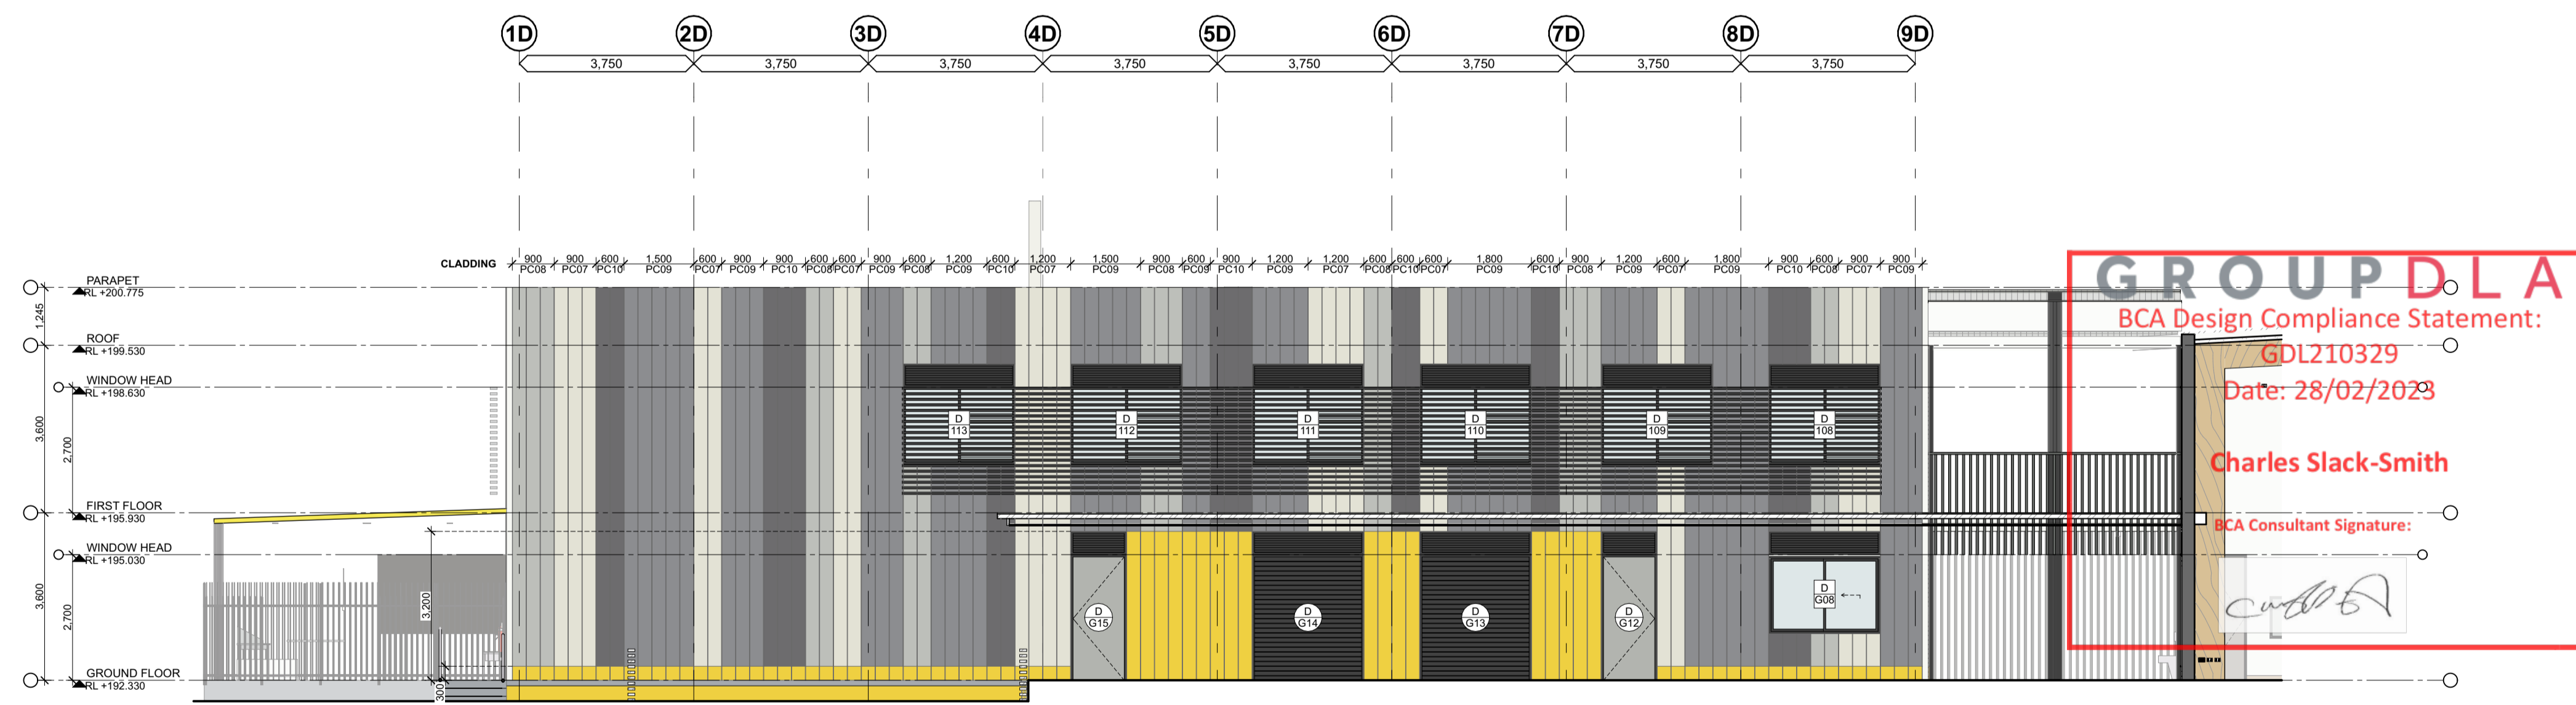 1D 2D 3D 4D 5D 6D 7D 8D 9D
3,750 3,750 3,750 3,750 3,750 3,750 3,750 3,750
CLADDING
900 900 600 1,500 600 900 900 600 600 900 600 1,200 600 1,200 1,500 900 600 900 1,200 1,200 600 600 600 1,800 600 900 1,200 600 1,800 900 600 900 900
PC08 PC07 PC10 PC09 PC07 PC09 PC10 PC08 PC07 PC09 PC08 PC09 PC10 PC07 PC09 PC08 PC09 PC10 PC09 PC07 PC08 PC10 PC07 PC09 PC10 PC08 PC09 PC07 PC09 PC10 PC08 PC07 PC09
PARAPET
RL +200.775
1,245
ROOF
RL +199.530
WINDOW HEAD
RL +198.630
3,600
2,700
FIRST FLOOR
RL +195.930
WINDOW HEAD
RL +195.030
3,600
2,700
GROUND FLOOR
RL +192.330
3,200
300
D
113
D
112
D
111
D
110
D
109
D
108
D
G15
D
G14
D
G13
D
G12
D
G08
GROUPDLA
BCA Design Compliance Statement:
GDL210329
Date: 28/02/2023
Charles Slack-Smith
BCA Consultant Signature: